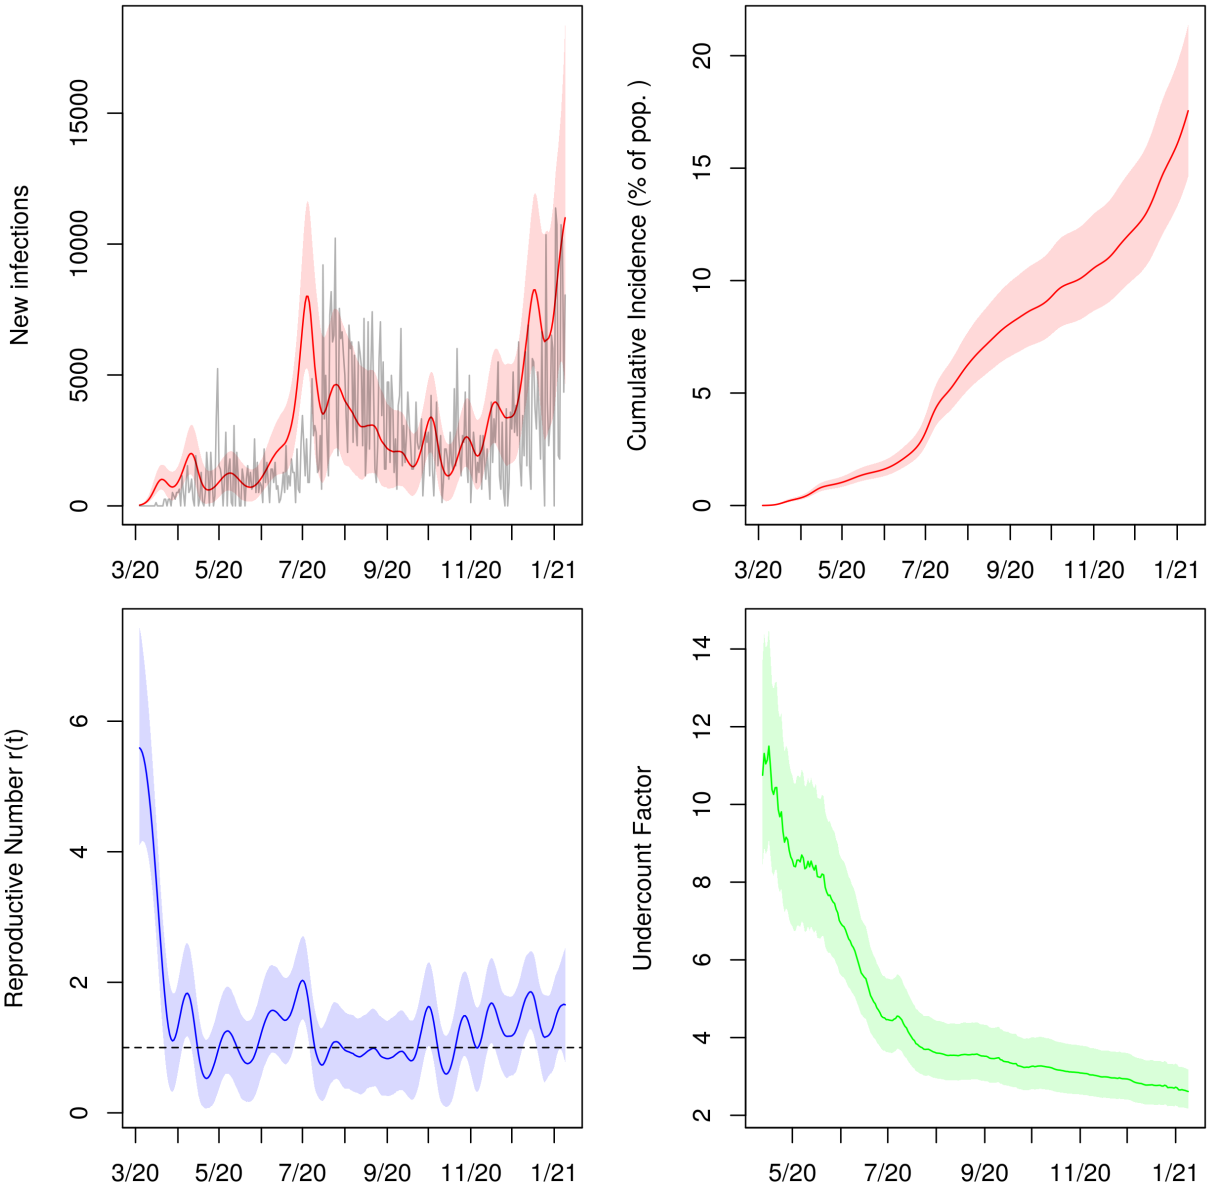 New infections
15000
10000
5000
0
3/20 5/20 7/20 9/20 11/20 1/21
Cumulative Incidence (% of pop. )
20
15
10
5
0
3/20 5/20 7/20 9/20 11/20 1/21
Reproductive Number r(t)
6
4
2
0
3/20 5/20 7/20 9/20 11/20 1/21
Undercount Factor
14
12
10
8
6
4
2
5/20 7/20 9/20 11/20 1/21